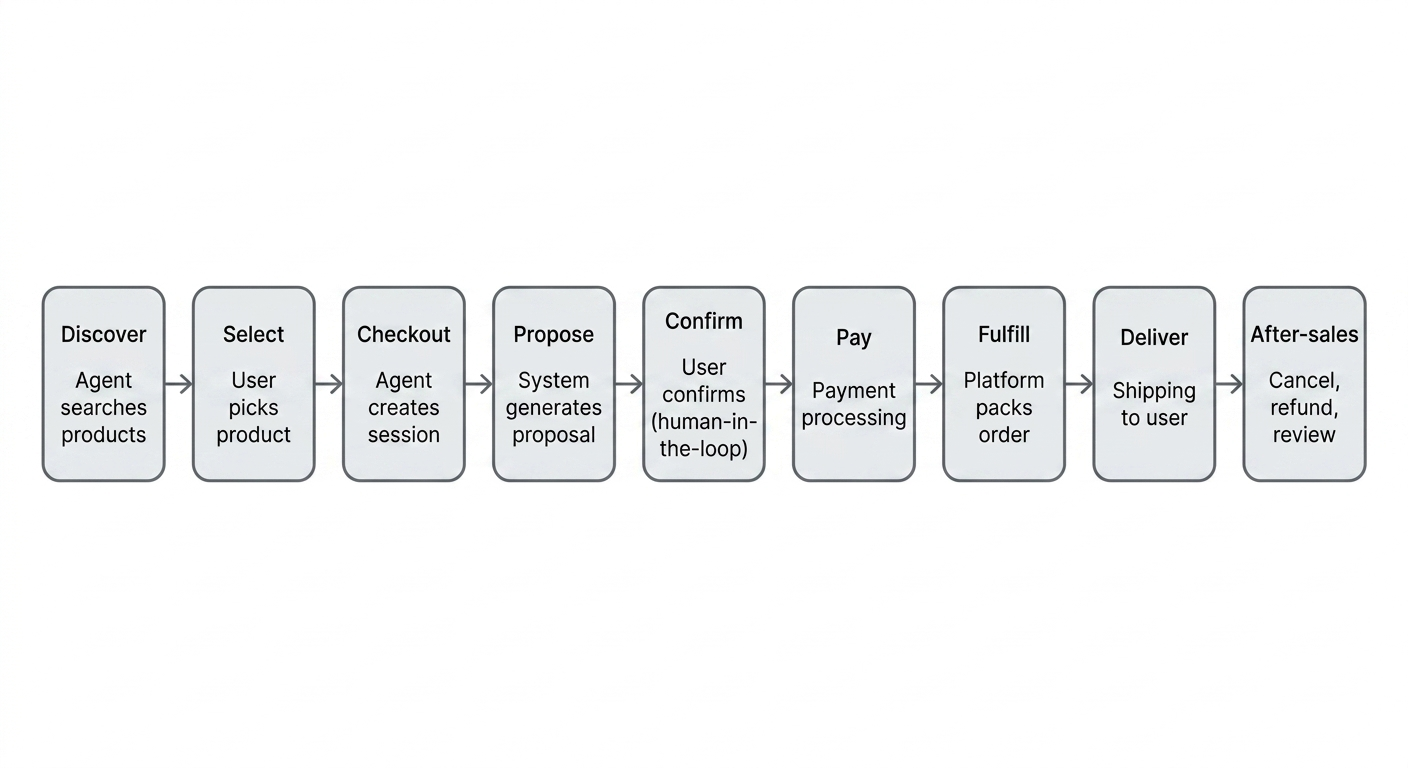 Discover
Agent
searches
products
Select
User
picks
product
Checkout
Agent
creates
session
Propose
System
generates
proposal
Confirm
User
confirms
(human-in-
the-loop)
Pay
Payment
processing
Fulfill
Platform
packs
order
Deliver
Shipping
to user
After-sales
Cancel,
refund,
review